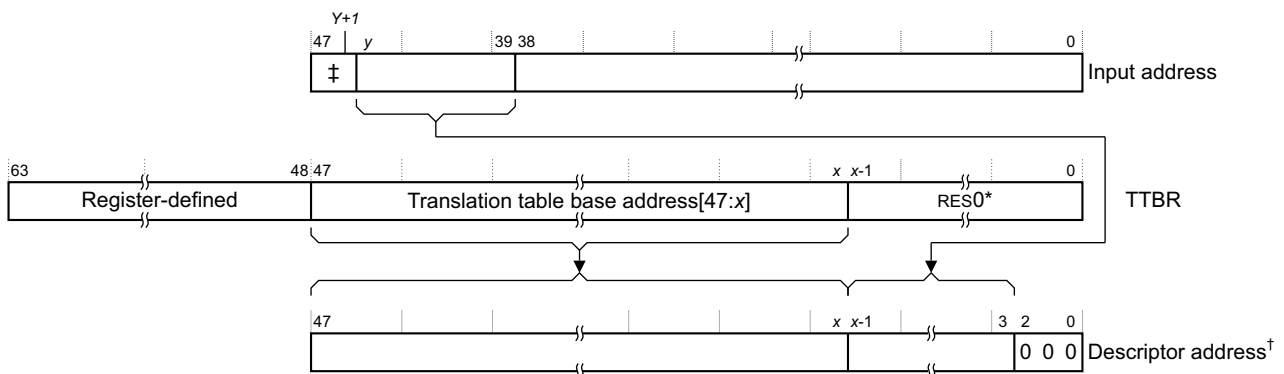 Y+1
47 y 39 38 0
‡ Input address
63 48 47 x x-1 0
Register-defined Translation table base address[47:x] RES0* TTBR
47 x x-1 3 2 0
0 0 0 Descriptor address†